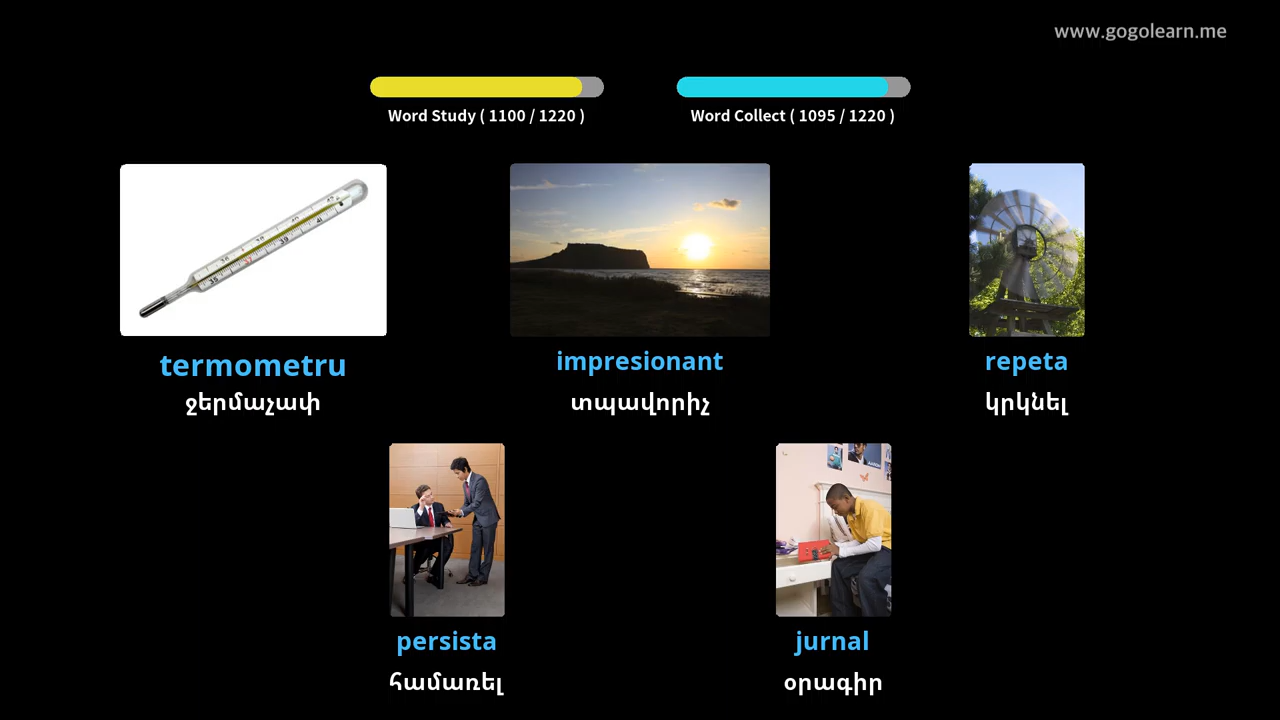 www.gogolearn.me
Word Study ( 1100 / 1220 )
Word Collect ( 1095 / 1220 )
termometru
ջերմաչափ
impresionant
տպավորիչ
repeta
կրկնել
persista
համառել
jurnal
օրագիր